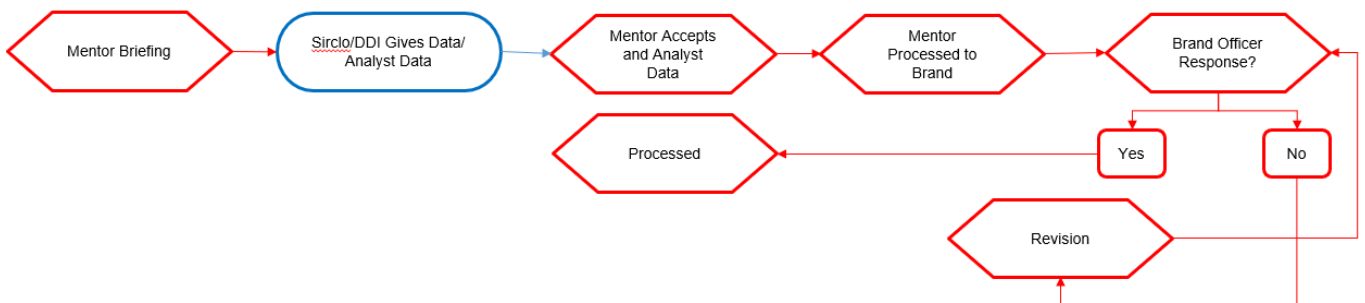 Mentor Briefing
Sirclo/DDI Gives Data/
Analyst Data
Mentor Accepts
and Analyst
Data
Mentor
Processed to
Brand
Brand Officer
Response?
Processed
Yes
No
Revision